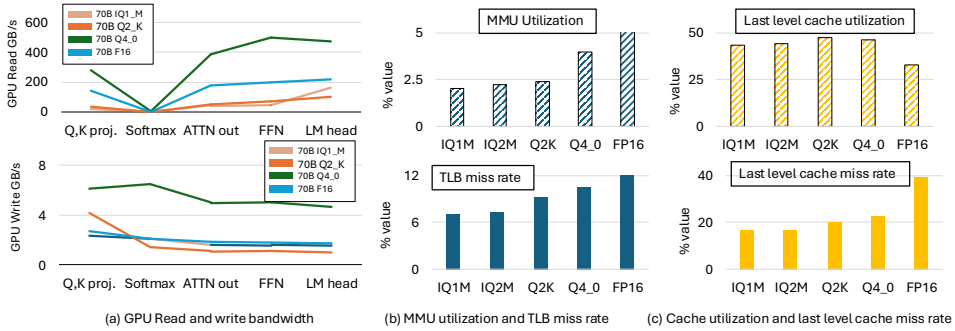 GPU Read GB/s
600
400
200
0
70B IQ1_M
70B Q2_K
70B Q4_0
70B F16
Q,K proj. Softmax ATTN out FFN LM head
GPU Write GB/s
8
4
0
70B IQ1_M
70B Q2_K
70B Q4_0
70B F16
Q,K proj. Softmax ATTN out FFN LM head
(a) GPU Read and write bandwidth
MMU Utilization
% value
5
2.5
0
IQ1M IQ2M Q2K Q4_0 FP16
TLB miss rate
% value
12
6
0
IQ1M IQ2M Q2K Q4_0 FP16
(b) MMU utilization and TLB miss rate
Last level cache utilization
% value
50
25
0
IQ1M IQ2M Q2K Q4_0 FP16
Last level cache miss rate
% value
40
20
0
IQ1M IQ2M Q2K Q4_0 FP16
(c) Cache utilization and last level cache miss rate